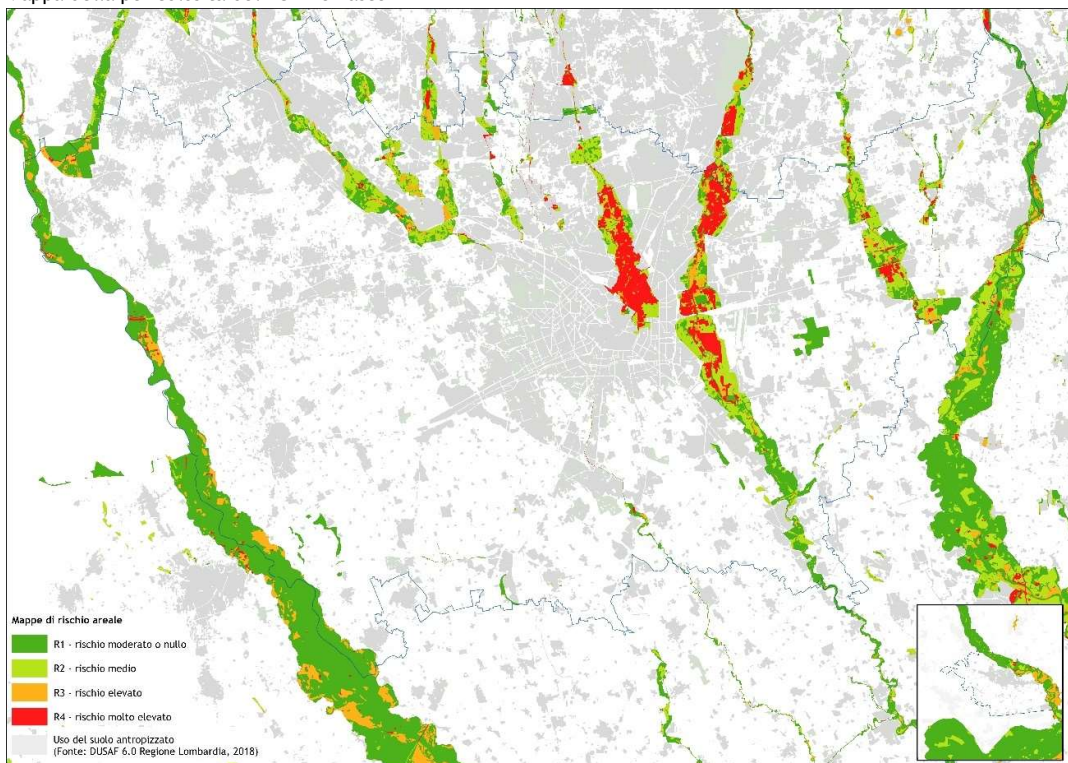 Mappe di rischio areale
R1 - rischio moderato o nullo
R2 - rischio medio
R3 - rischio elevato
R4 - rischio molto elevato
Uso del suolo antropizzato
(Fonte: DUSAF 6.0 Regione Lombardia, 2018)